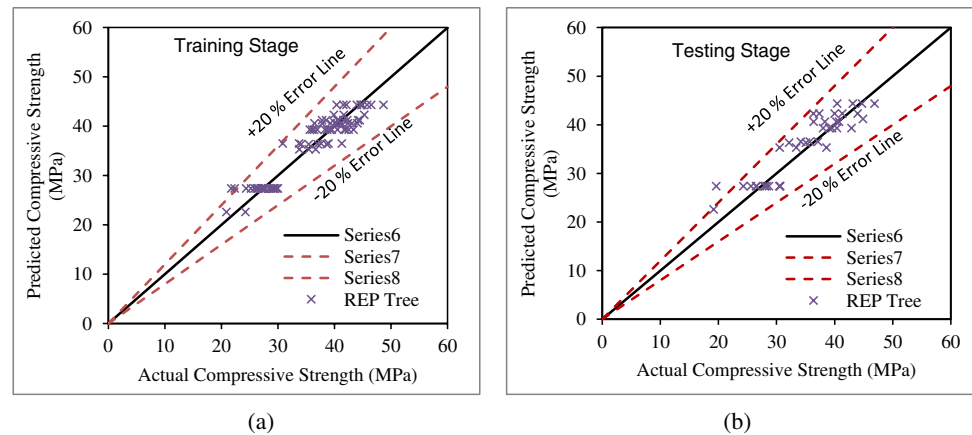 Training Stage
+20 % Error Line
-20 % Error Line
Predicted Compressive Strength
(MPa)
60
50
40
30
20
10
0
Series6
Series7
Series8
REP Tree
0 10 20 30 40 50 60
Actual Compressive Strength (MPa)
(a)
Testing Stage
+20 % Error Line
-20 % Error Line
Predicted Compressive Strength
(MPa)
60
50
40
30
20
10
0
Series6
Series7
Series8
REP Tree
0 10 20 30 40 50 60
Actual Compressive Strength (MPa)
(b)